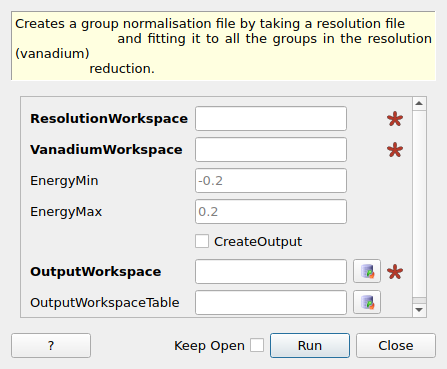 Creates a group normalisation file by taking a resolution file
and fitting it to all the groups in the resolution
(vanadium)
reduction.
ResolutionWorkspace
VanadiumWorkspace
EnergyMin -0.2
EnergyMax 0.2
CreateOutput
OutputWorkspace
OutputWorkspaceTable
? Keep Open Run Close